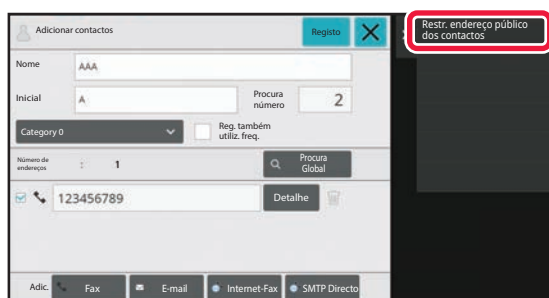 Adicionar contactos
Registo
Restr. endereço público
dos contactos
Nome
AAA
Inicial
A
Procura
número
2
Category 0
Reg. também
utiliz. freq.
Número de
endereços
:
1
Procura
Global
123456789
Detalhe
Adic.
Fax
E-mail
Internet-Fax
SMTP Directo